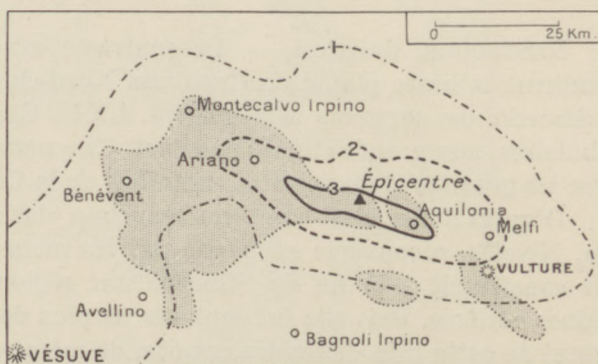 0 25 Km.
1
Montecalvo Irpino
2
Ariano
Épicentre
3
Bénévent
Aquilonia
Melfi
VULTURE
Avellino
Bagnoli Irpino
VÉSUVE